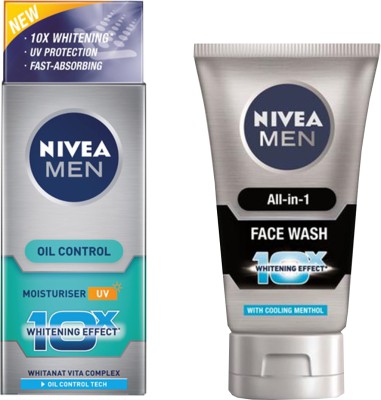 NEW
• 10X WHITENING*
• UV PROTECTION
• FAST-ABSORBING
NIVEA
MEN
OIL CONTROL
MOISTURISER UV
10X
WHITENING EFFECT*
WHITANAT VITA COMPLEX
OIL CONTROL TECH
NIVEA
MEN
All-in-1
FACE WASH
10X
WHITENING EFFECT*
WITH COOLING MENTHOL